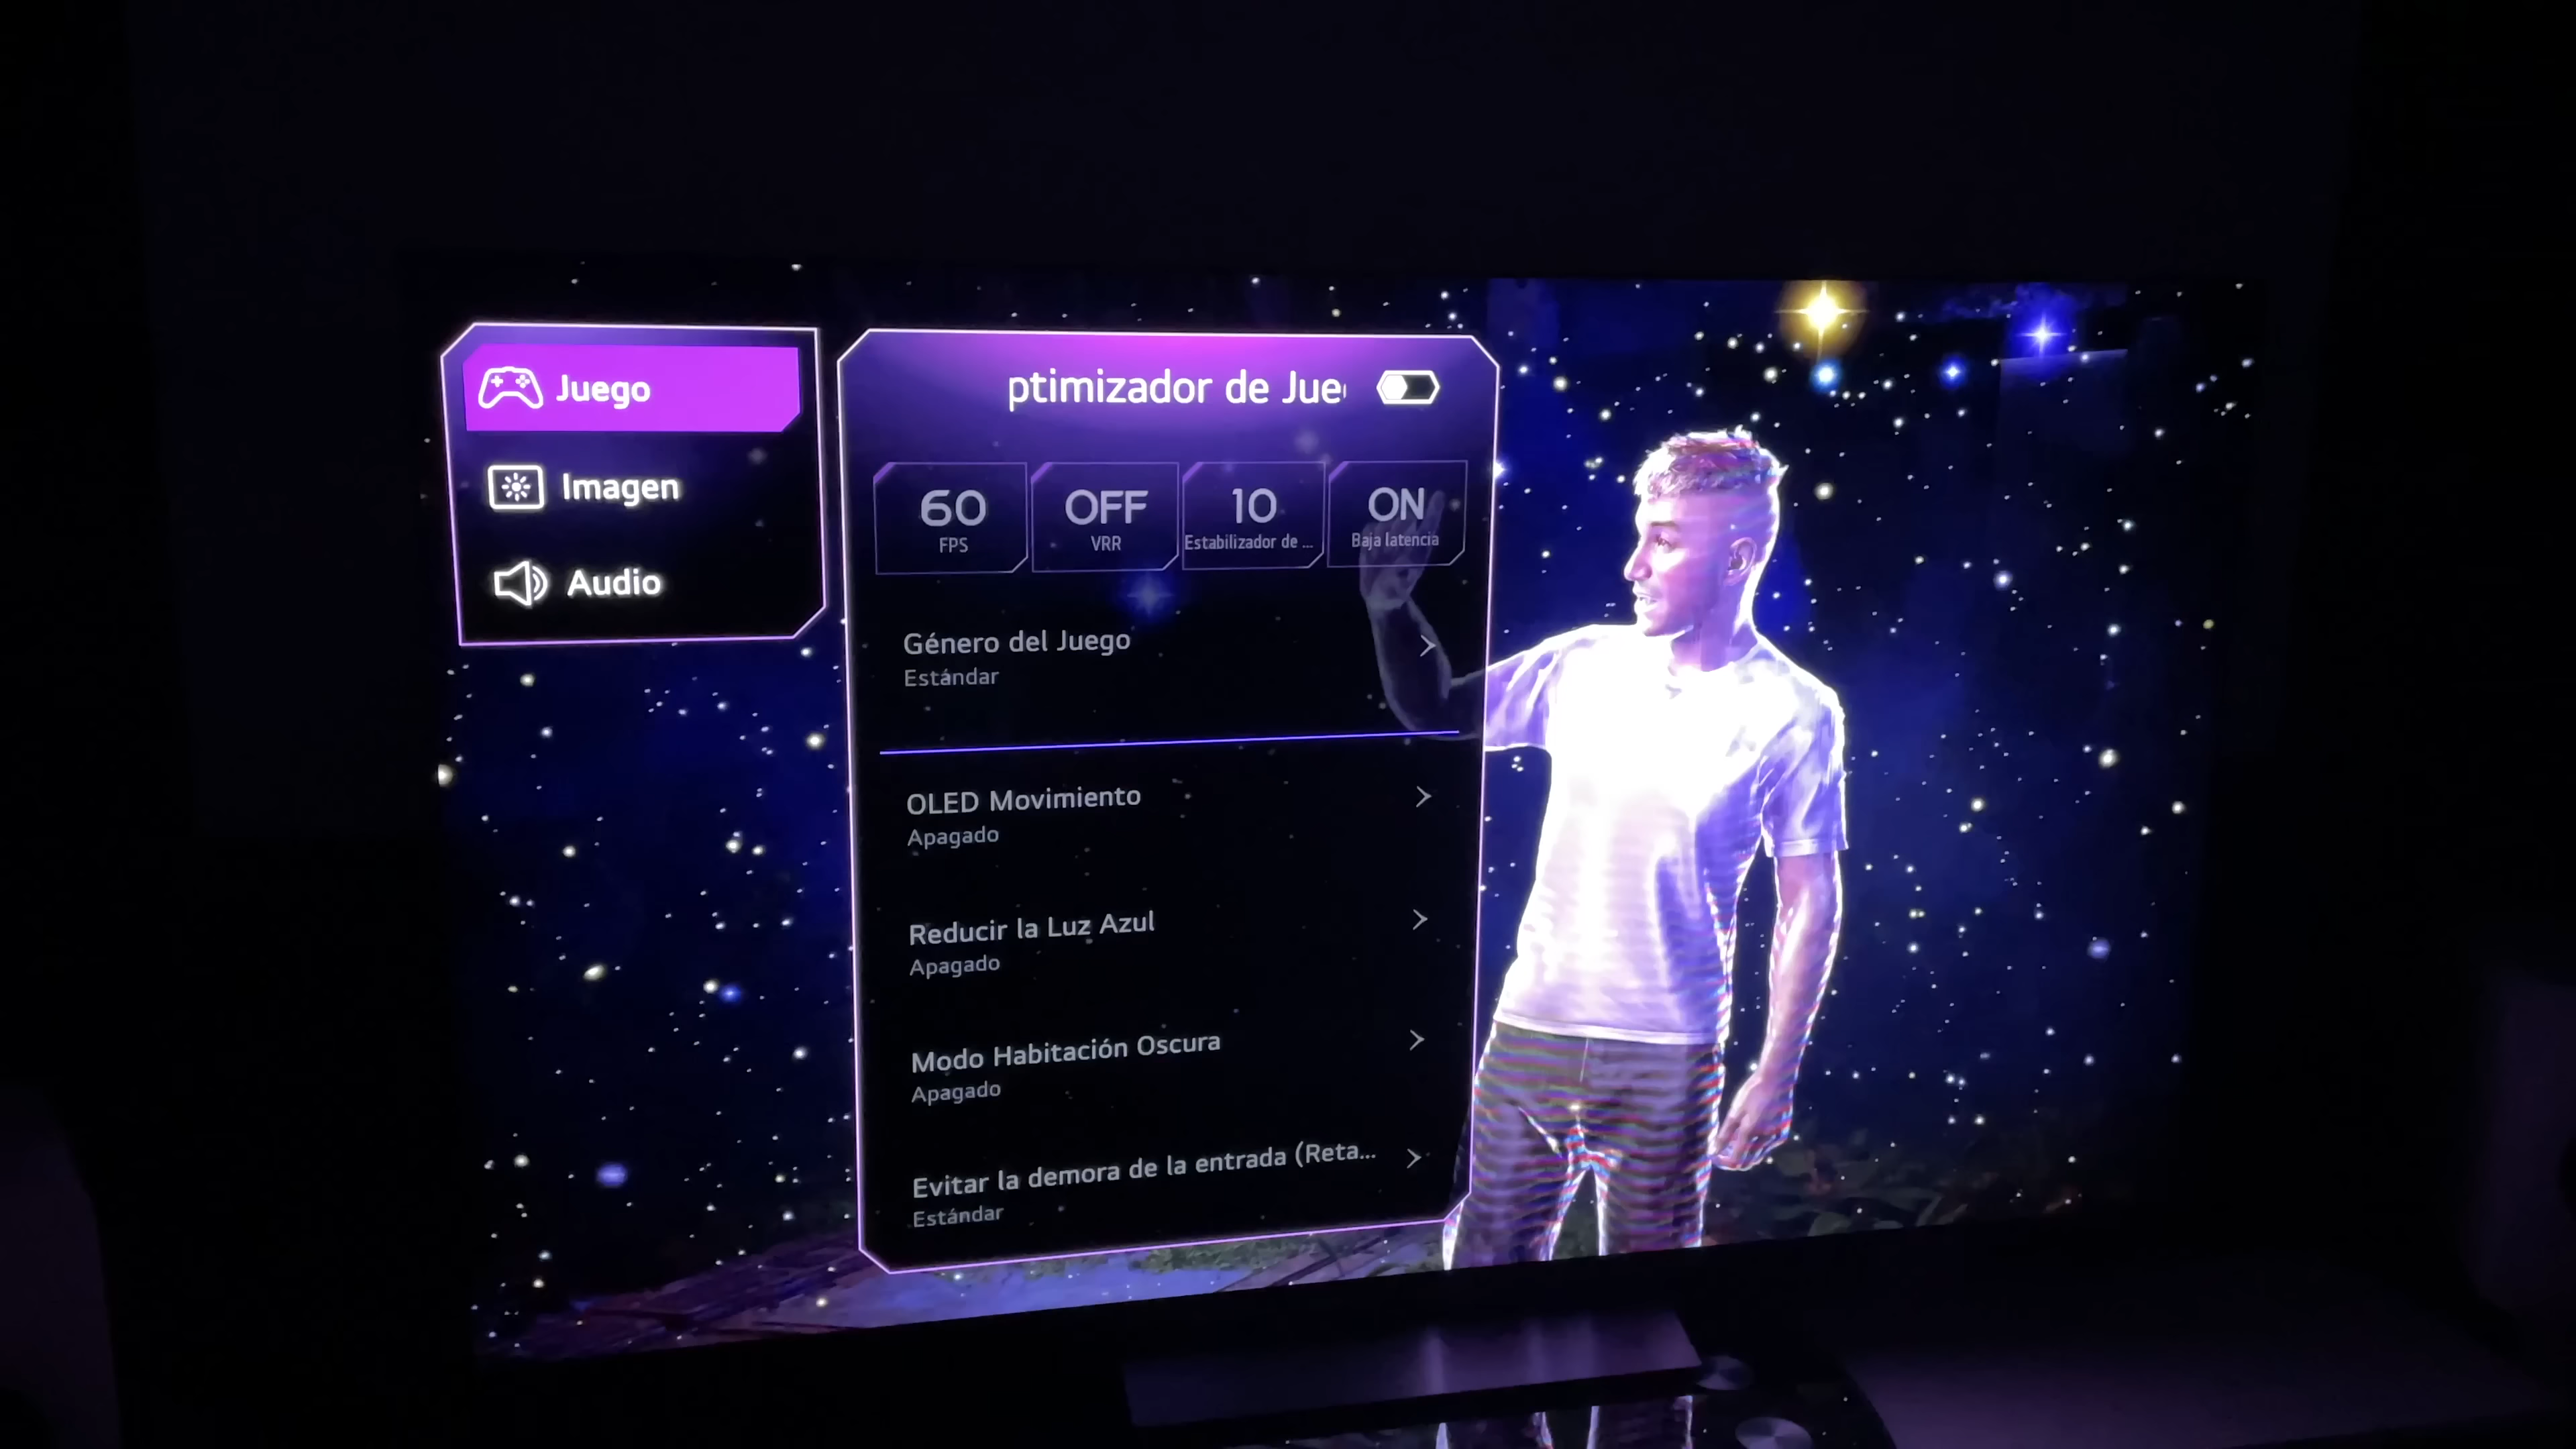 Juego
Imagen
Audio
ptimizador de Jue
60
FPS
OFF
VRR
10
Estabilizador de ...
ON
Baja latencia
Género del Juego
Estándar
OLED Movimiento
Apagado
Reducir la Luz Azul
Apagado
Modo Habitación Oscura
Apagado
Evitar la demora de la entrada (Reta...
Estándar